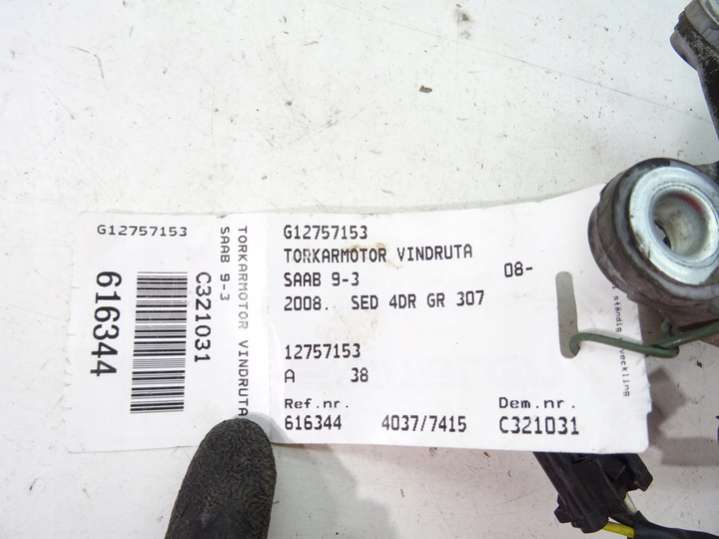 G12757153
616344
C321031
SAAB 9-3
TORKARMOTOR VINDRUTA
G12757153
TORKARMOTOR VINDRUTA
SAAB 9-3 08-
2008. SED 4DR GR 307
12757153
A 38
Ref.nr. Dem.nr.
616344 4037/7415 C321031
i ständig